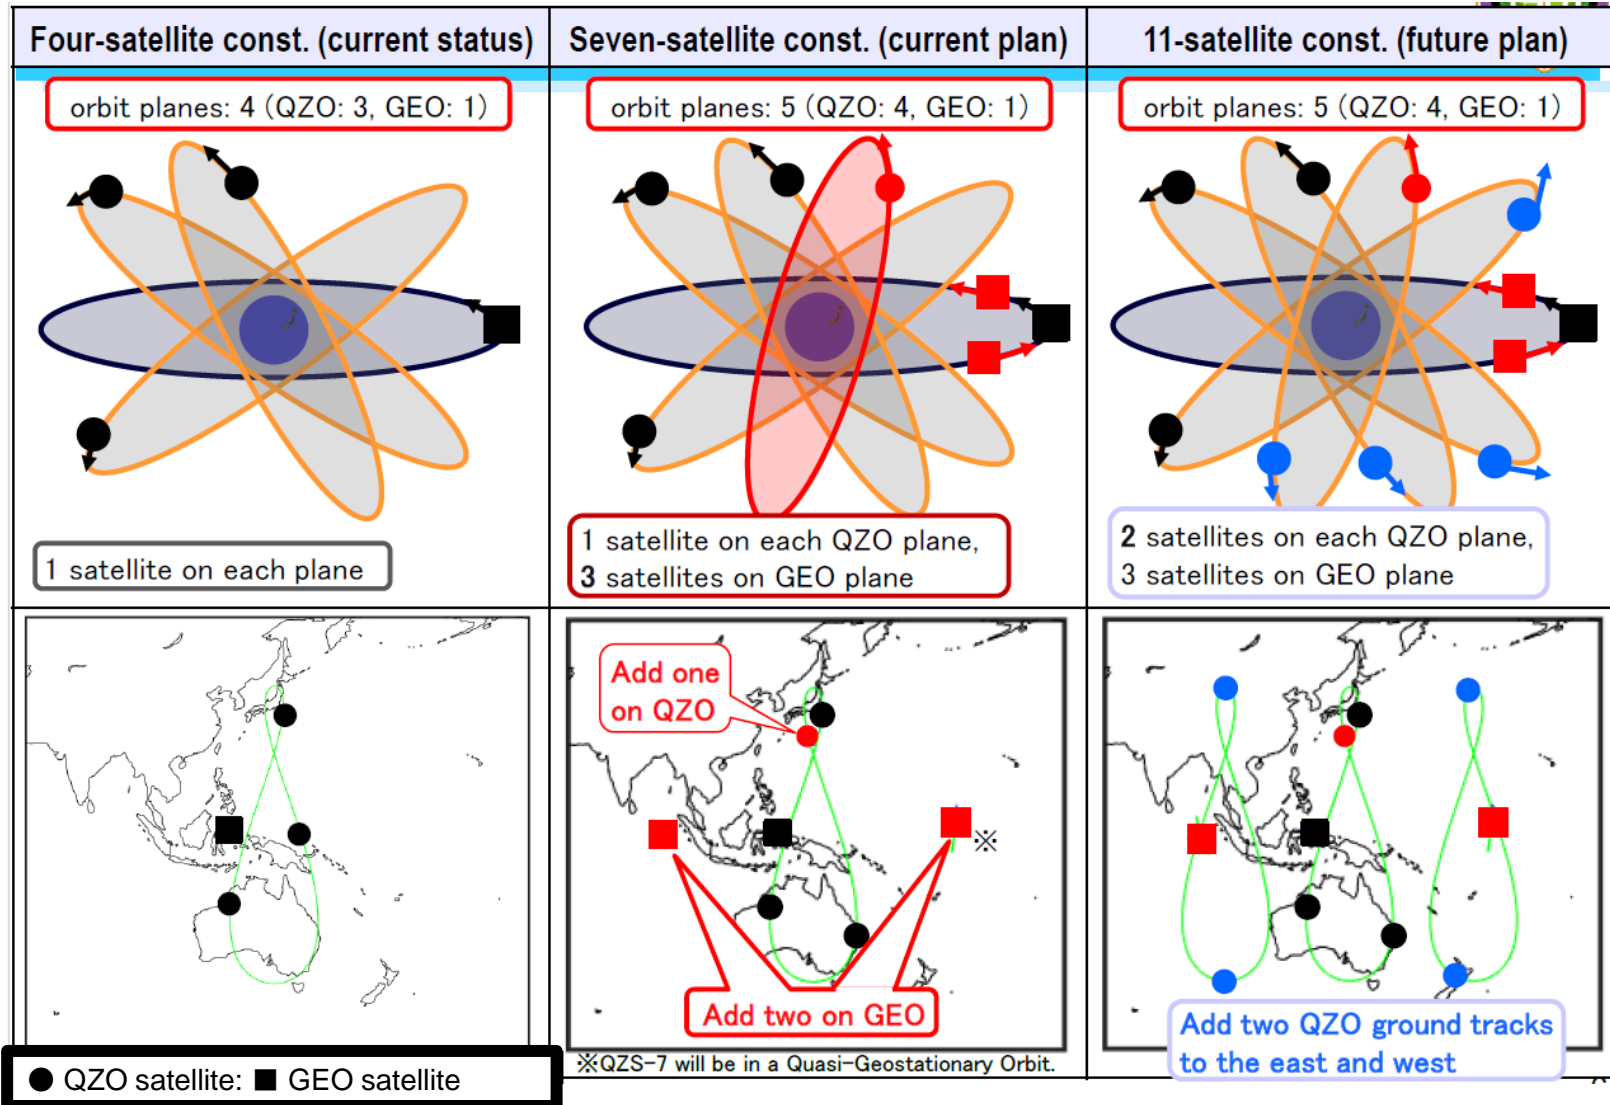 Four-satellite const. (current status)
Seven-satellite const. (current plan)
11-satellite const. (future plan)
orbit planes: 4 (QZO: 3, GEO: 1)
orbit planes: 5 (QZO: 4, GEO: 1)
orbit planes: 5 (QZO: 4, GEO: 1)
1 satellite on each plane
1 satellite on each QZO plane,
3 satellites on GEO plane
2 satellites on each QZO plane,
3 satellites on GEO plane
Add one
on QZO
※
Add two on GEO
Add two QZO ground tracks
to the east and west
※QZS-7 will be in a Quasi-Geostationary Orbit.
● QZO satellite: ■ GEO satellite